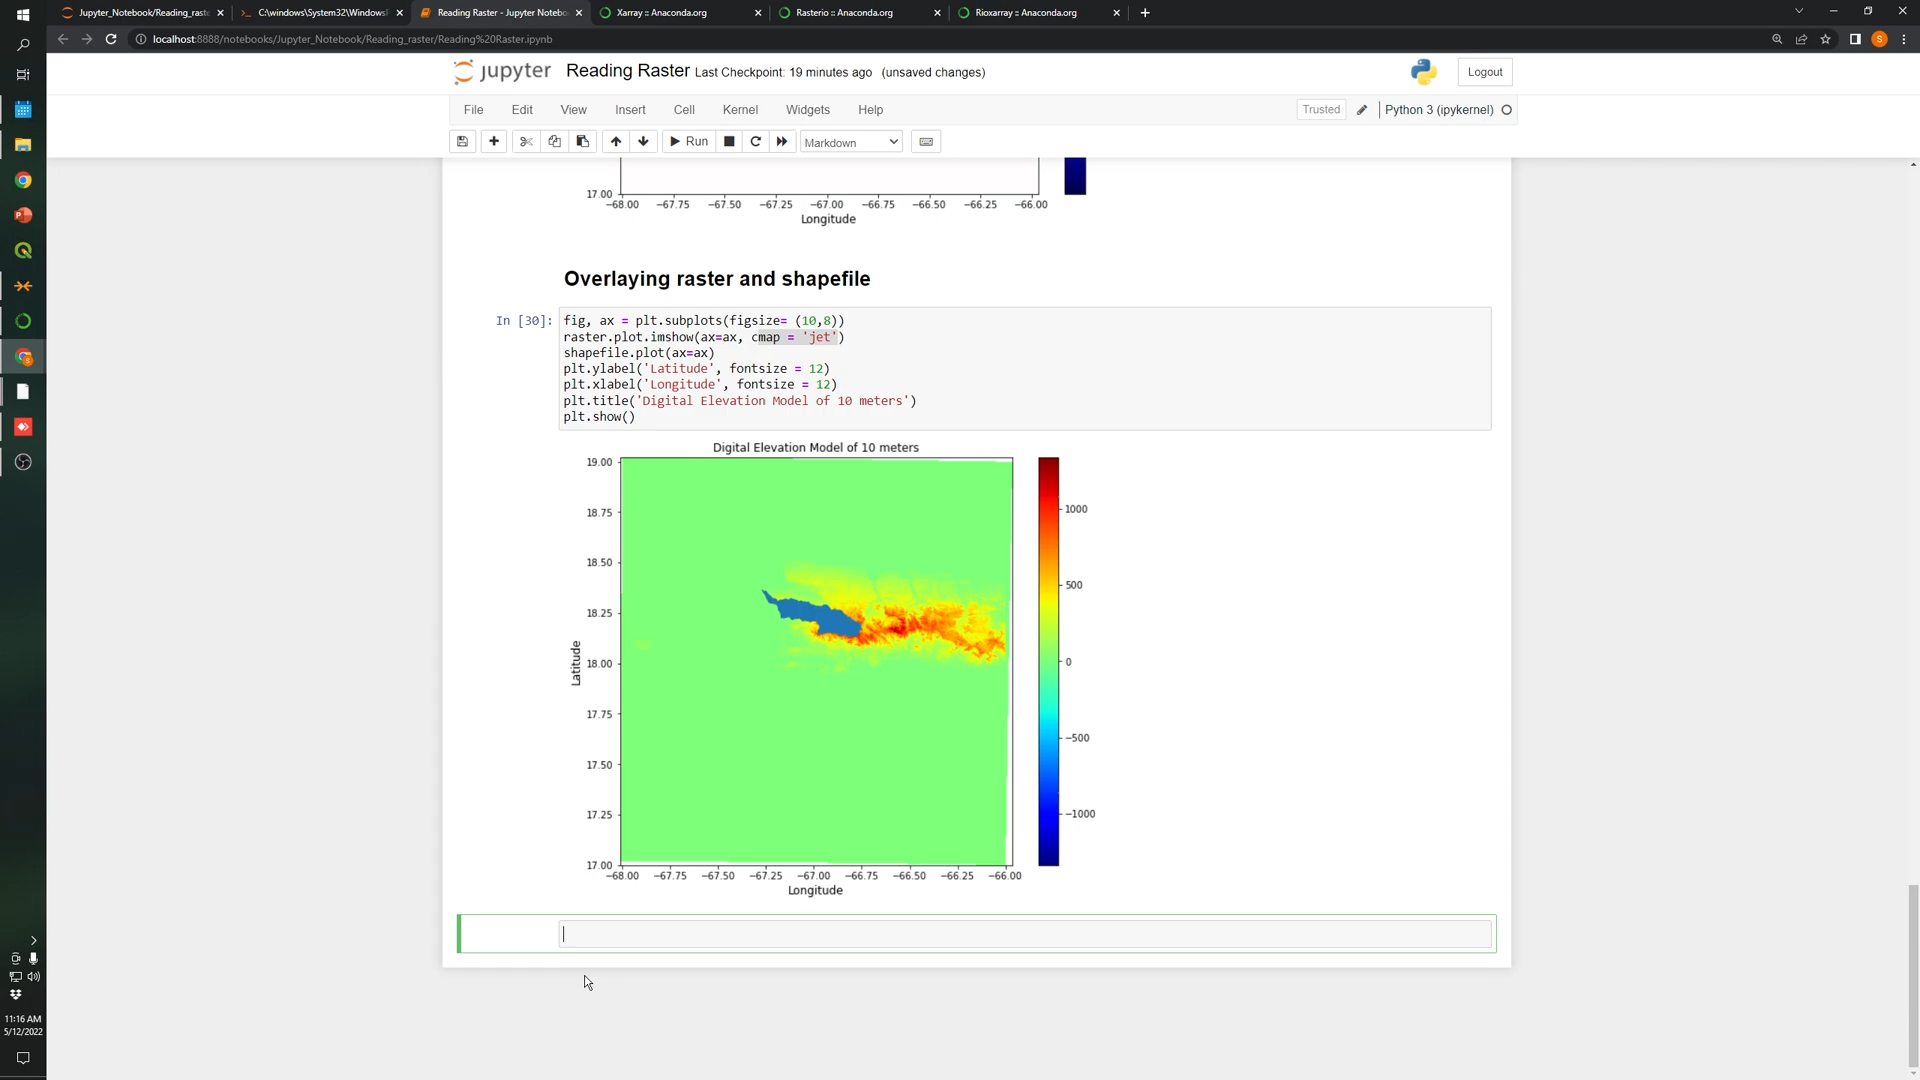 Jupyter_Notebook/Reading_raste
C:\windows\System32\WindowsF
Reading Raster - Jupyter Notebo
Xarray :: Anaconda.org
Rasterio :: Anaconda.org
Rioxarray :: Anaconda.org
localhost:8888/notebooks/Jupyter_Notebook/Reading_raster/Reading%20Raster.ipynb
S
jupyter Reading Raster Last Checkpoint: 19 minutes ago (unsaved changes)
Logout
File Edit View Insert Cell Kernel Widgets Help
Trusted Python 3 (ipykernel)
Run Markdown
17.00
−68.00 −67.75 −67.50 −67.25 −67.00 −66.75 −66.50 −66.25 −66.00
Longitude
Overlaying raster and shapefile
In [30]: fig, ax = plt.subplots(figsize= (10,8))
raster.plot.imshow(ax=ax, cmap = 'jet')
shapefile.plot(ax=ax)
plt.ylabel('Latitude', fontsize = 12)
plt.xlabel('Longitude', fontsize = 12)
plt.title('Digital Elevation Model of 10 meters')
plt.show()
Digital Elevation Model of 10 meters
19.00
18.75
18.50
18.25
18.00
17.75
17.50
17.25
17.00
Latitude
−68.00 −67.75 −67.50 −67.25 −67.00 −66.75 −66.50 −66.25 −66.00
Longitude
1000
500
0
−500
−1000
11:16 AM
5/12/2022